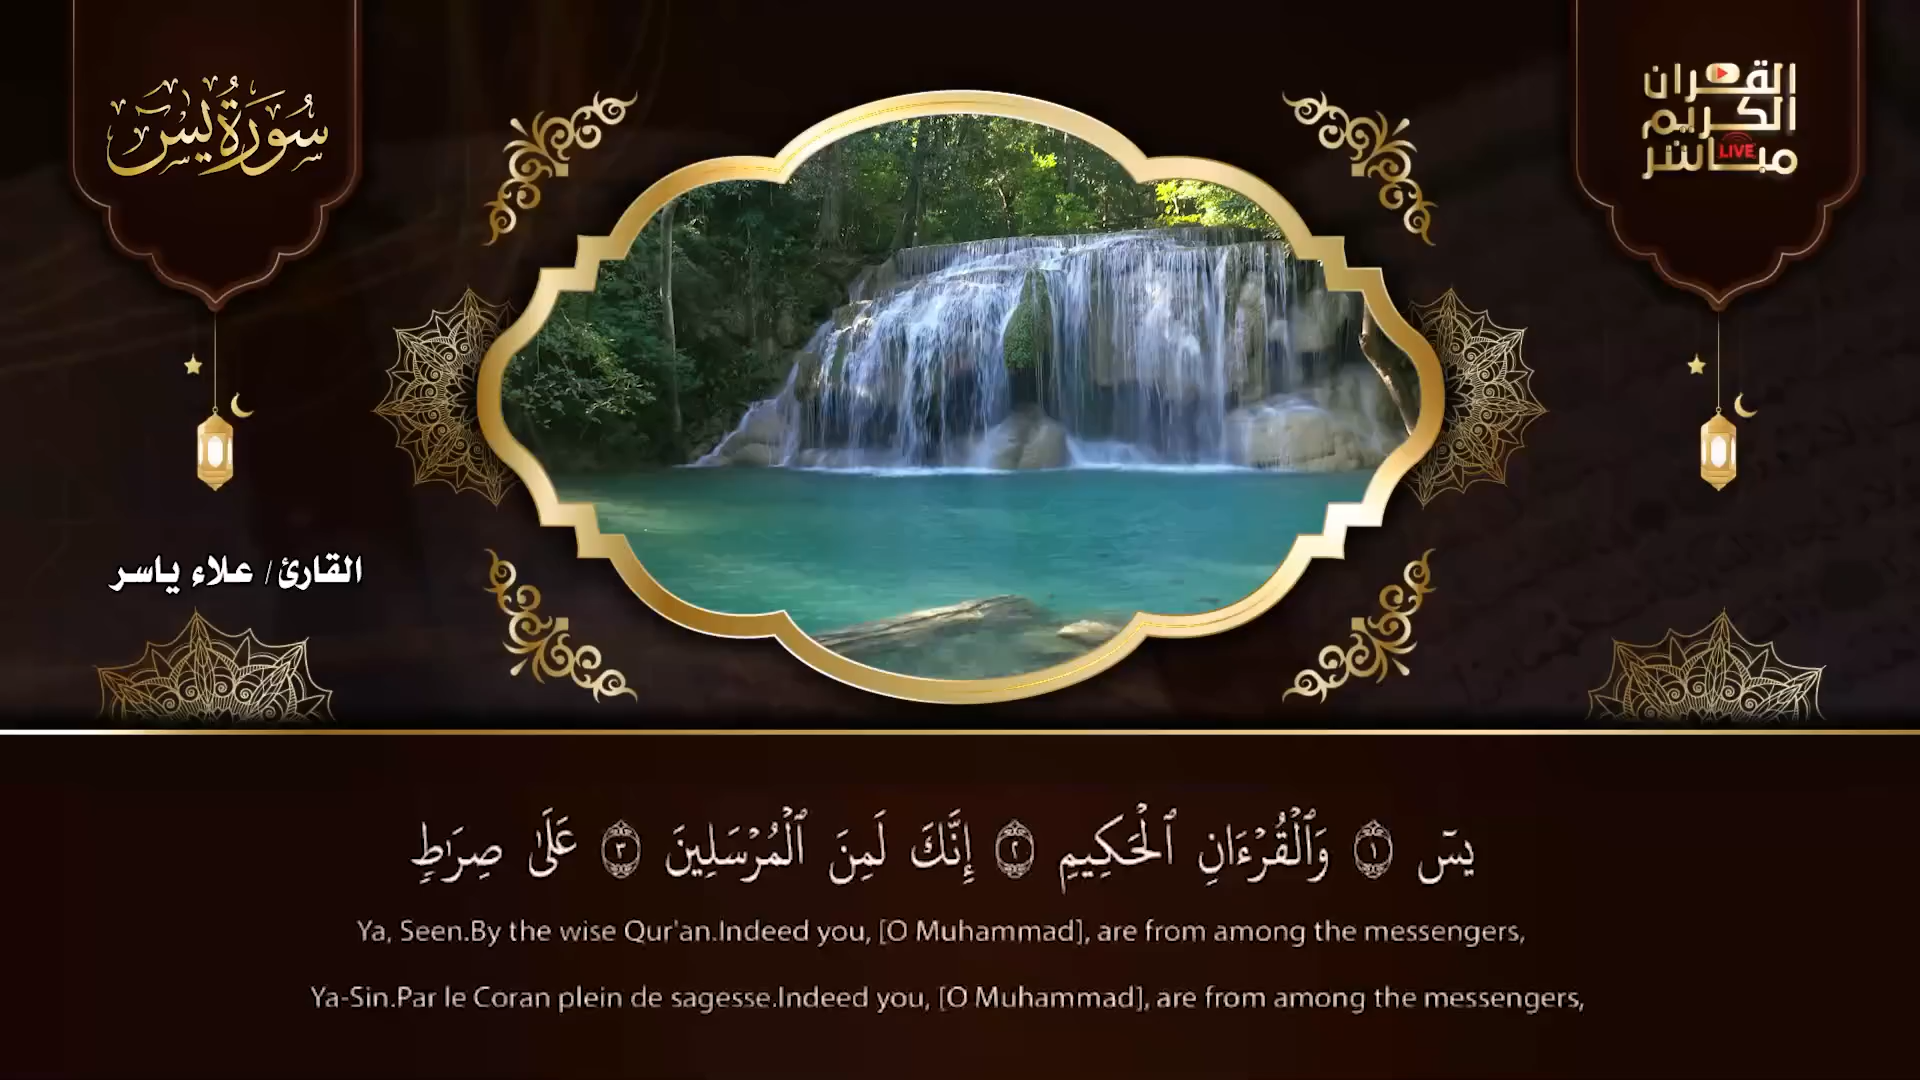 سُورَةُ يس
القران
الكريم
مباشر
LIVE
القارئ / علاء ياسر
يسٓ ١ وَٱلْقُرْءَانِ ٱلْحَكِيمِ ٢ إِنَّكَ لَمِنَ ٱلْمُرْسَلِينَ ٣ عَلَىٰ صِرَٰطٍ
Ya, Seen.By the wise Qur'an.Indeed you, [O Muhammad], are from among the messengers,
Ya-Sin.Par le Coran plein de sagesse.Indeed you, [O Muhammad], are from among the messengers,